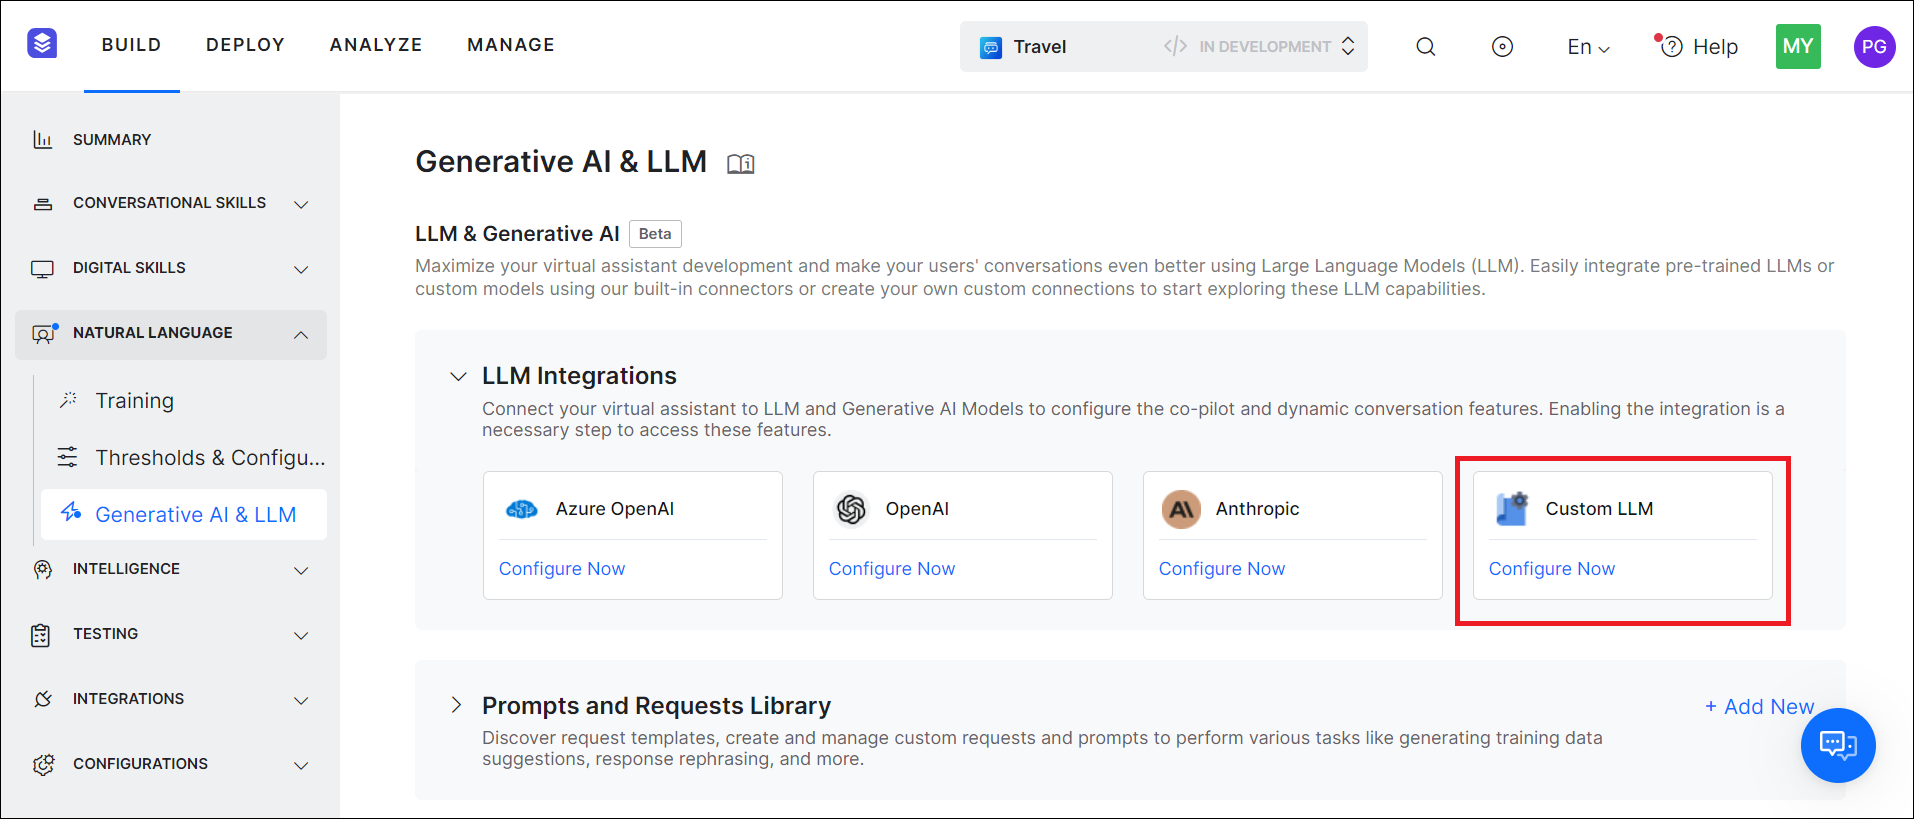 BUILD DEPLOY ANALYZE MANAGE Travel </> IN DEVELOPMENT En Help MY PG
SUMMARY
CONVERSATIONAL SKILLS
DIGITAL SKILLS
NATURAL LANGUAGE
Training
Thresholds & Configu...
Generative AI & LLM
INTELLIGENCE
TESTING
INTEGRATIONS
CONFIGURATIONS
Generative AI & LLM
LLM & Generative AI Beta
Maximize your virtual assistant development and make your users' conversations even better using Large Language Models (LLM). Easily integrate pre-trained LLMs or
custom models using our built-in connectors or create your own custom connections to start exploring these LLM capabilities.
LLM Integrations
Connect your virtual assistant to LLM and Generative AI Models to configure the co-pilot and dynamic conversation features. Enabling the integration is a
necessary step to access these features.
Azure OpenAI
Configure Now
OpenAI
Configure Now
Anthropic
Configure Now
Custom LLM
Configure Now
Prompts and Requests Library
+ Add New
Discover request templates, create and manage custom requests and prompts to perform various tasks like generating training data
suggestions, response rephrasing, and more.